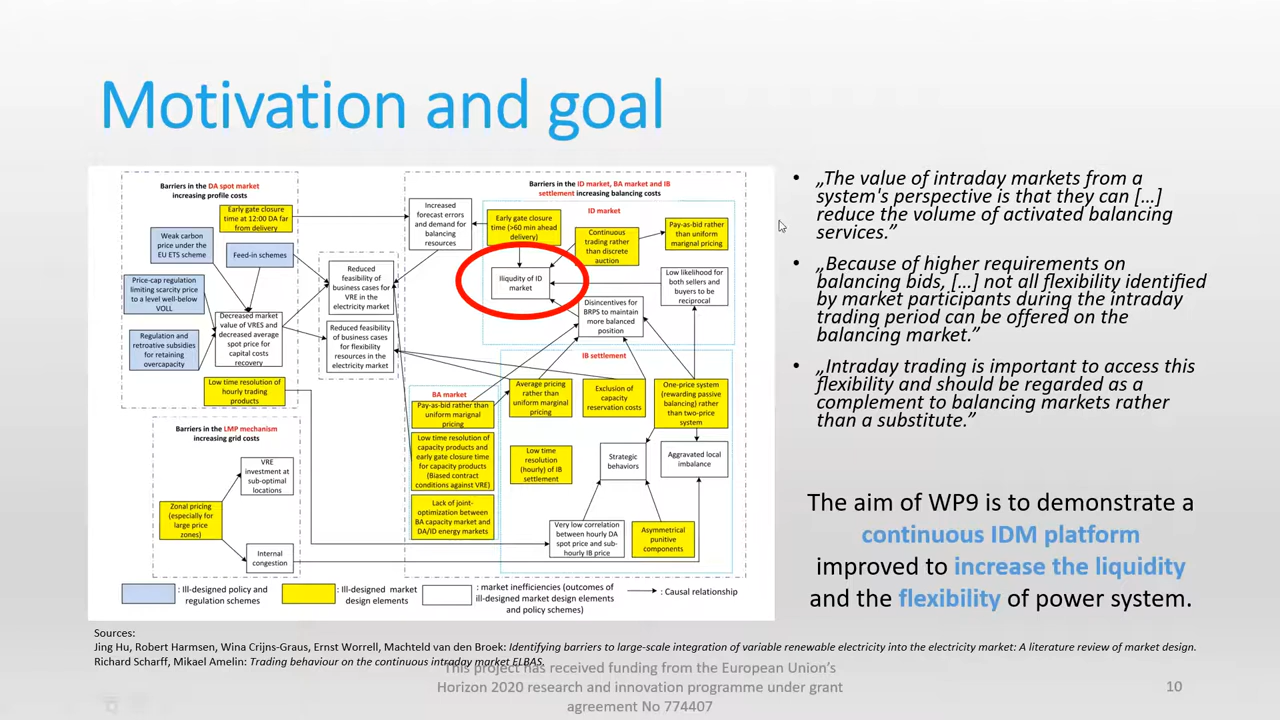 Motivation and goal
Barriers in the DA spot market
increasing profile costs
Early gate closure
time at 12:00 DA far
from delivery
Weak carbon
price under the
EU ETS scheme
Feed-in schemes
Price-cap regulation
limiting scarcity price
to a level well-below
VOLL
Regulation and
retroative subsidies
for retaining
overcapacity
Decreased market
value of VRES and
decreased average
spot price for
capital costs
recovery
Low time resolution of
hourly trading
products
Reduced
feasibility of
business cases for
VRE in the
electricity market
Reduced feasibility
of business cases
for flexibility
resources in the
electricity market
Barriers in the LMP mechanism
increasing grid costs
VRE
investment at
sub-optimal
locations
Zonal pricing
(especially for
large price
zones)
Internal
congestion
Barriers in the ID market, BA market and IB
settlement increasing balancing costs
Increased
forecast errors
and demand for
balancing
resources
ID market
Early gate closure
time (>60 min ahead
delivery)
Continuous
trading rather
than discrete
auction
Pay-as-bid rather
than uniform
marignal pricing
Iliqudity of ID
market
Low likelihood for
both sellers and
buyers to be
reciprocal
Disincentives for
BRPS to maintain
more balanced
position
IB settlement
BA market
Pay-as-bid rather than
uniform marignal
pricing
Average pricing
rather than
uniform marginal
pricing
Exclusion of
capacity
reservation costs
One-price system
(rewarding passive
balancing) rather
than two-price
system
Low time resolution of
capacity products and
early gate closure time
for capacity products
(Biased contract
conditions against VRE)
Low time
resolution
(hourly) of IB
settlement
Strategic
behaviors
Aggravated local
imbalance
Lack of joint-
optimization between
BA capacity market and
DA/ID energy markets
Very low correlation
between hourly DA
spot price and sub-
hourly IB price
Asymmetrical
punitive
components
: Ill-designed policy and
regulation schemes
: Ill-designed market
design elements
: market inefficiencies (outcomes of
ill-designed market design elements
and policy schemes)
: Causal relationship
• „The value of intraday markets from a
system's perspective is that they can [...]
reduce the volume of activated balancing
services.”
• „Because of higher requirements on
balancing bids, [...] not all flexibility identified
by market participants during the intraday
trading period can be offered on the
balancing market.”
• „Intraday trading is important to access this
flexibility and should be regarded as a
complement to balancing markets rather
than a substitute.”
The aim of WP9 is to demonstrate a
continuous IDM platform
improved to increase the liquidity
and the flexibility of power system.
Sources:
Jing Hu, Robert Harmsen, Wina Crijns-Graus, Ernst Worrell, Machteld van den Broek: Identifying barriers to large-scale integration of variable renewable electricity into the electricity market: A literature review of market design.
Richard Scharff, Mikael Amelin: Trading behaviour on the continuous intraday market ELBAS.
This project has received funding from the European Union’s
Horizon 2020 research and innovation programme under grant
agreement No 774407
10